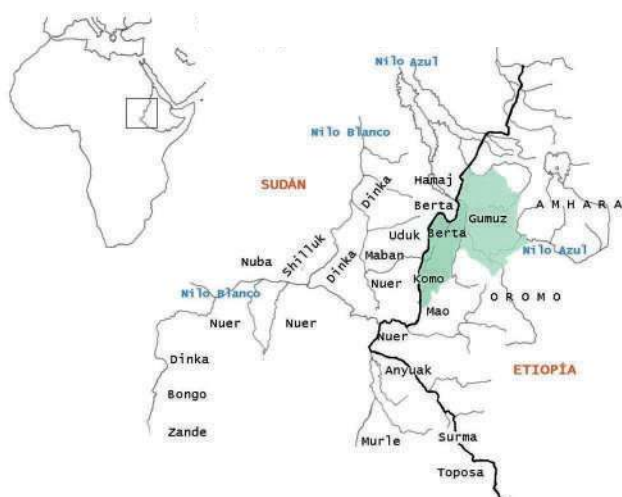 Nilo Azul
Nilo Blanco
SUDÁN
Hamaj
Dinka
Berta
AMHARA
Gumuz
Uduk
Berta
Shilluk
Dinka
Maban
Nilo Azul
Nuba
Komo
Nuer
Nilo Blanco
OROMO
Mao
Nuer
Nuer
Nuer
Dinka
Anyuak
ETIOPÍA
Bongo
Zande
Murle
Surma
Toposa